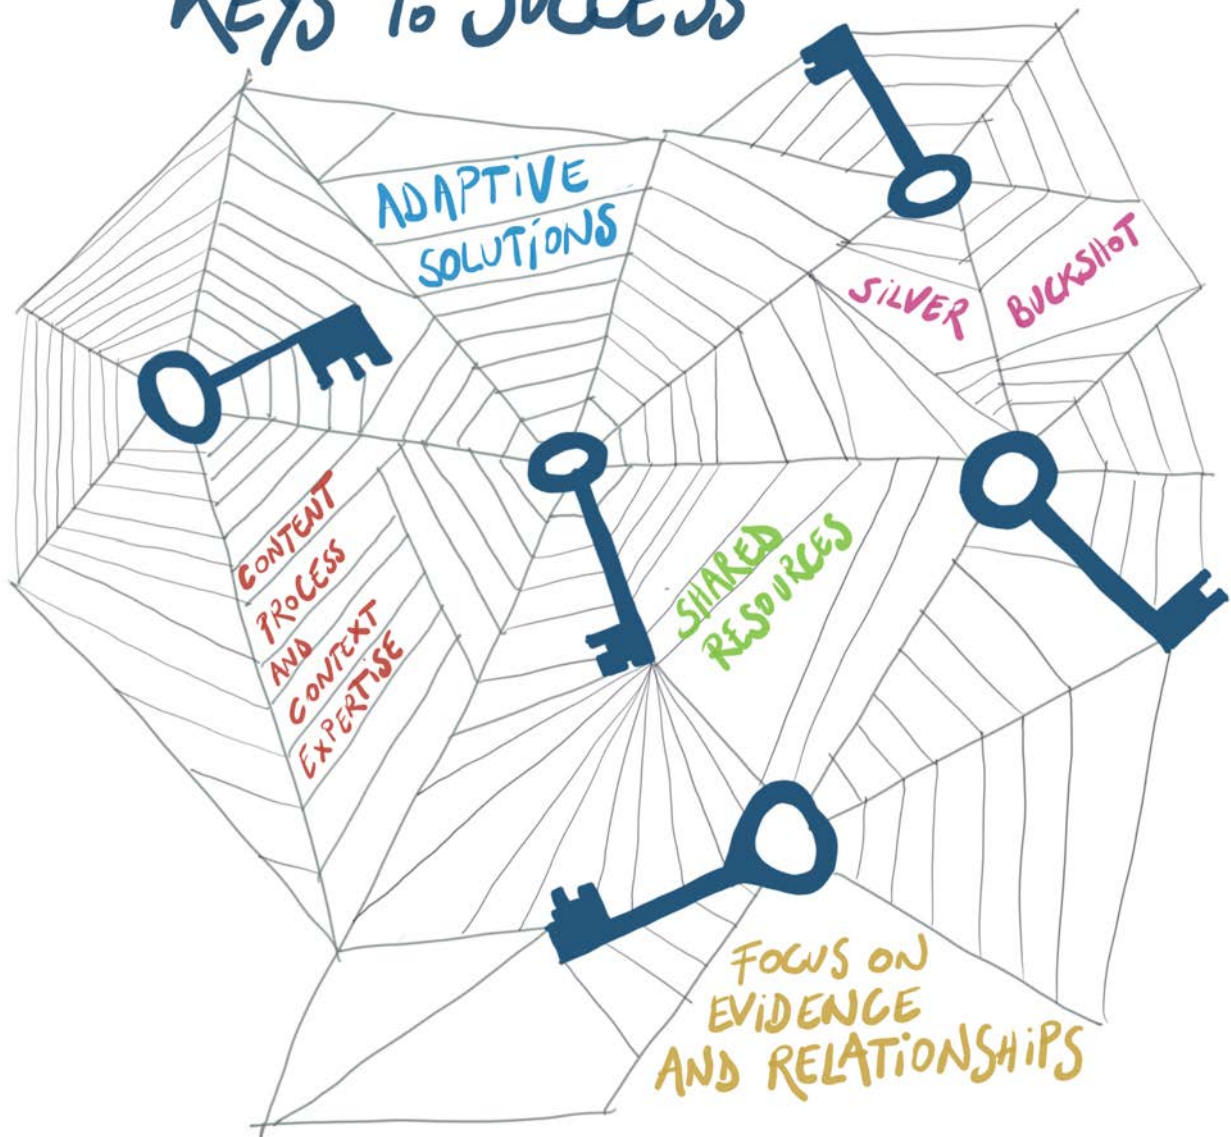 KEYS TO SUCCESS
ADAPTIVE
SOLUTIONS
SILVER BUCKSHOT
CONTENT
PROCESS
AND
CONTEXT
EXPERTISE
SHARED
RESOURCES
FOCUS ON
EVIDENCE
AND RELATIONSHIPS